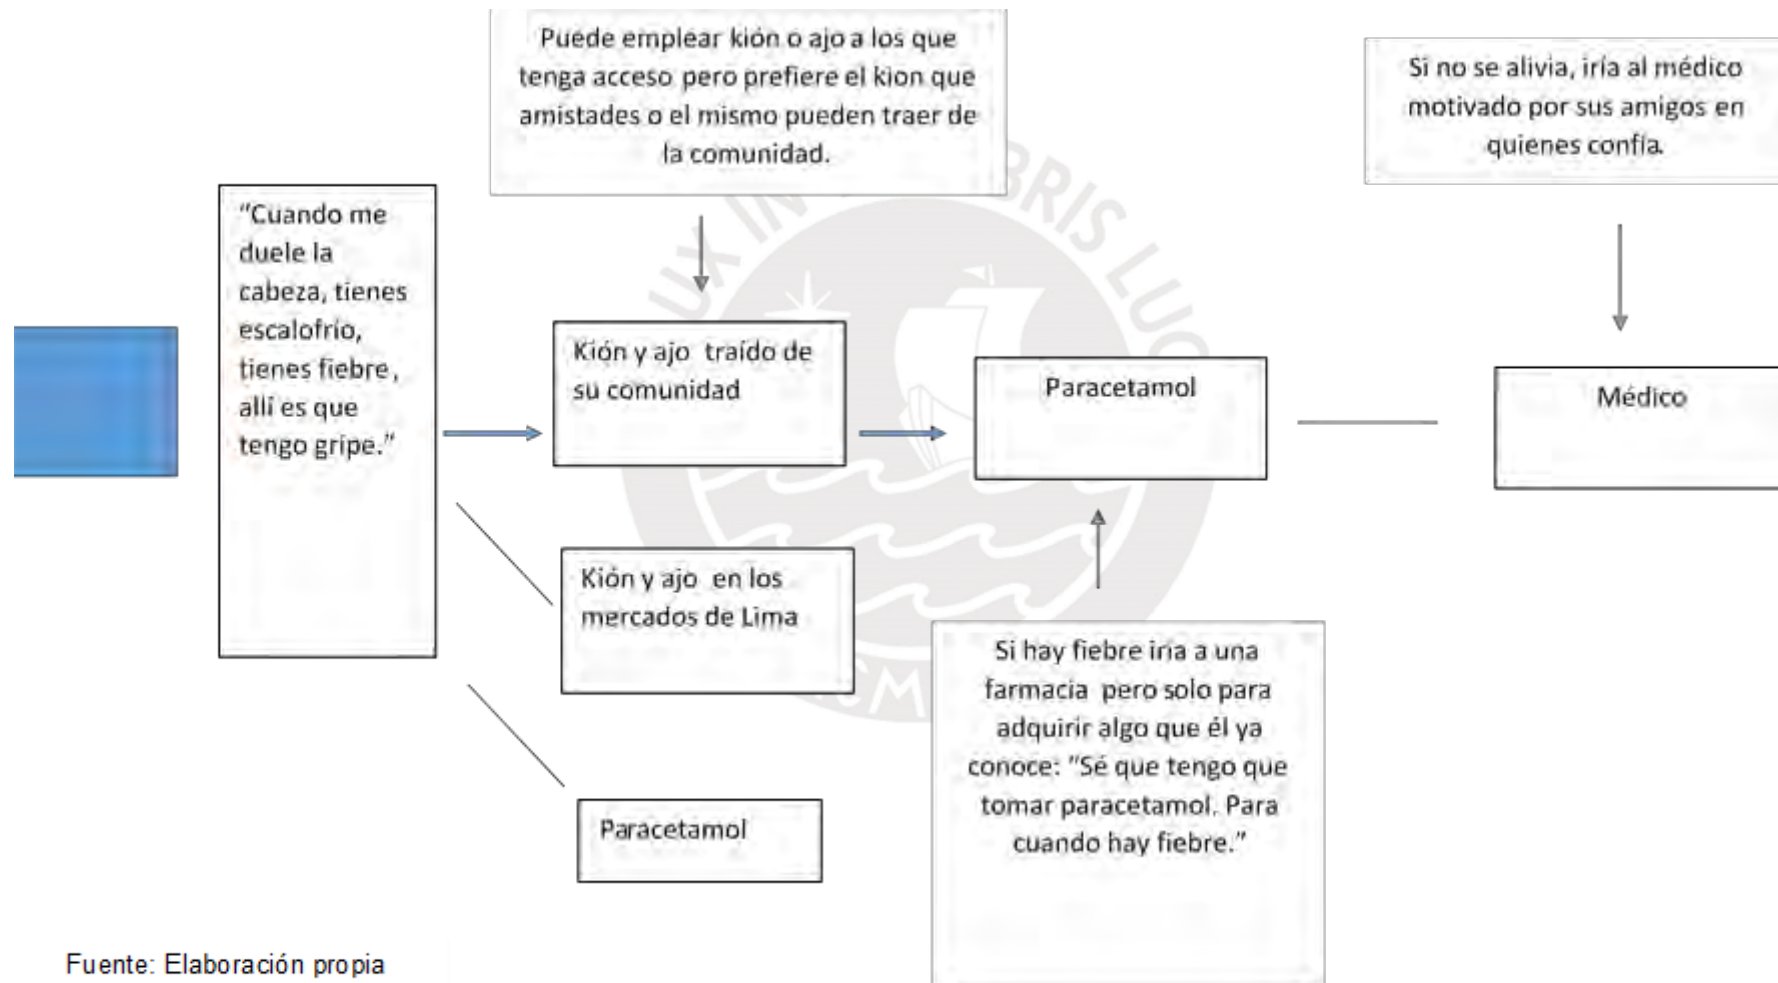 Puede emplear kión o ajo a los que
tenga acceso pero prefiere el kion que
amistades o el mismo pueden traer de
la comunidad.
Si no se alivia, iría al médico
motivado por sus amigos en
quienes confía.
"Cuando me
duele la
cabeza, tienes
escalofrío,
tienes fiebre,
allí es que
tengo gripe."
Kión y ajo traído de
su comunidad
Paracetamol
Médico
Kión y ajo en los
mercados de Lima
Si hay fiebre iría a una
farmacia pero solo para
adquirir algo que él ya
conoce: "Sé que tengo que
tomar paracetamol. Para
cuando hay fiebre."
Paracetamol
Fuente: Elaboración propia